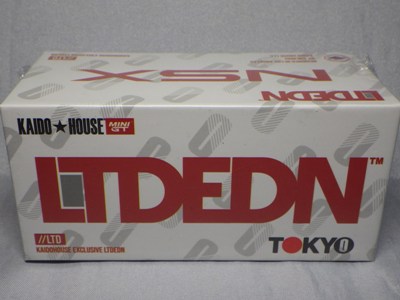 NSX
LTDEDN
KAIDO★HOUSE MINI GT
LTDEDN™
//LTD
KAIDOHOUSE EXCLUSIVE LTDEDN
TOKYO